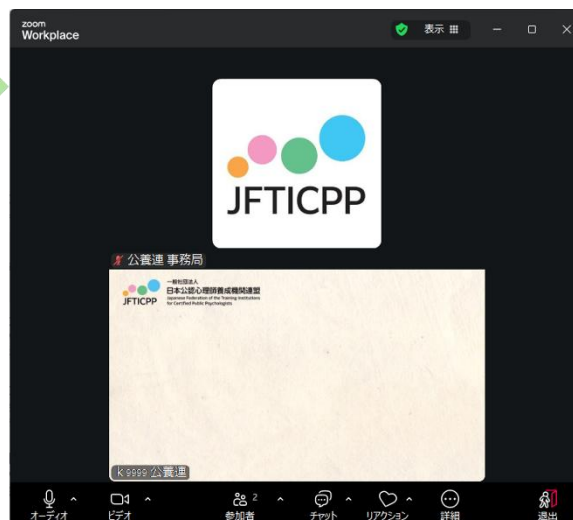 zoom
Workplace
表示
JFTICPP
公養連 事務局
一般社団法人
日本公認心理師養成機関連盟
Japanese Federation of the Training Institutions
for Certified Public Psychologists
JFTICPP
k 9999 公養連
オーディオ
ビデオ
2
参加者
チャット
リアクション
詳細
退出